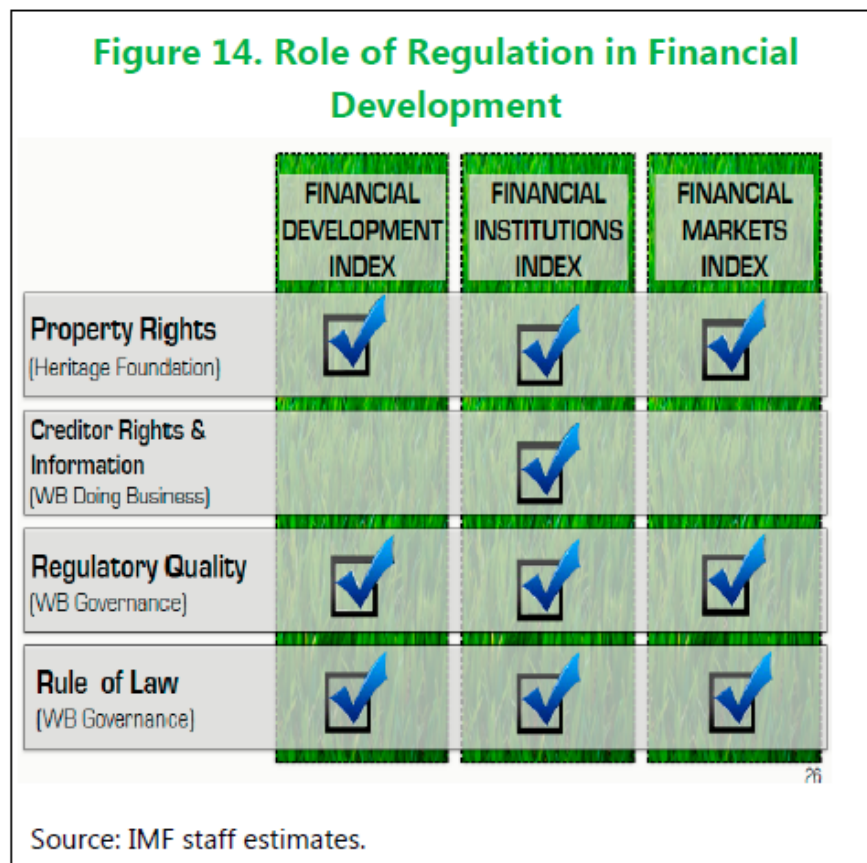 Figure 14. Role of Regulation in Financial
Development
FINANCIAL
DEVELOPMENT
INDEX
FINANCIAL
INSTITUTIONS
INDEX
FINANCIAL
MARKETS
INDEX
Property Rights
(Heritage Foundation)
Creditor Rights &
Information
(WB Doing Business)
Regulatory Quality
(WB Governance)
Rule of Law
(WB Governance)
26
Source: IMF staff estimates.